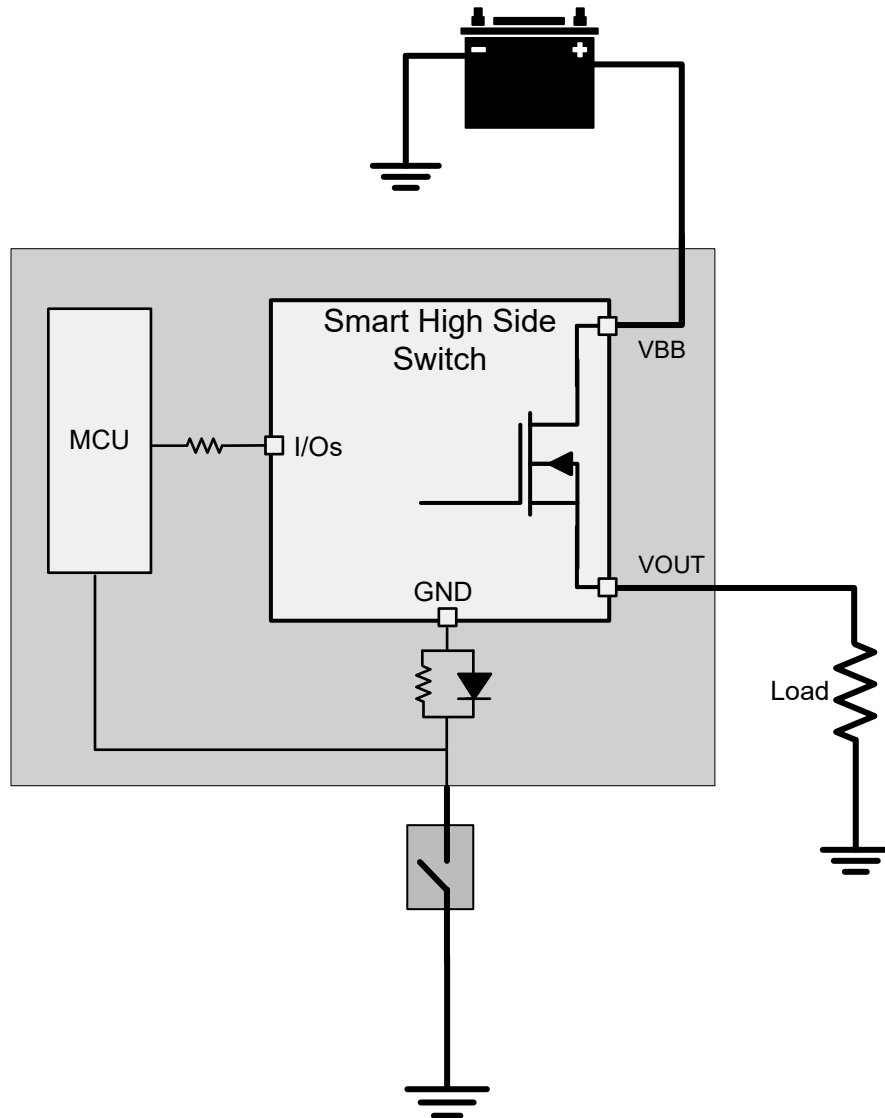 - +
Smart High Side
Switch
VBB
MCU
I/Os
VOUT
GND
Load